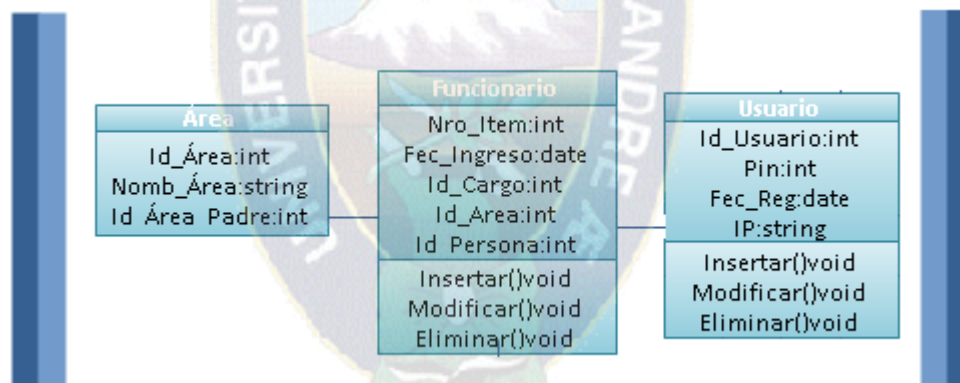 UNIVERSIT
ANDRE
Área
Id_Área:int
Nomb_Área:string
Id_Área_Padre:int
Funcionario
Nro_Item:int
Fec_Ingreso:date
Id_Cargo:int
Id_Area:int
Id_Persona:int
Insertar()void
Modificar()void
Eliminar()void
Usuario
Id_Usuario:int
Pin:int
Fec_Reg:date
IP:string
Insertar()void
Modificar()void
Eliminar()void